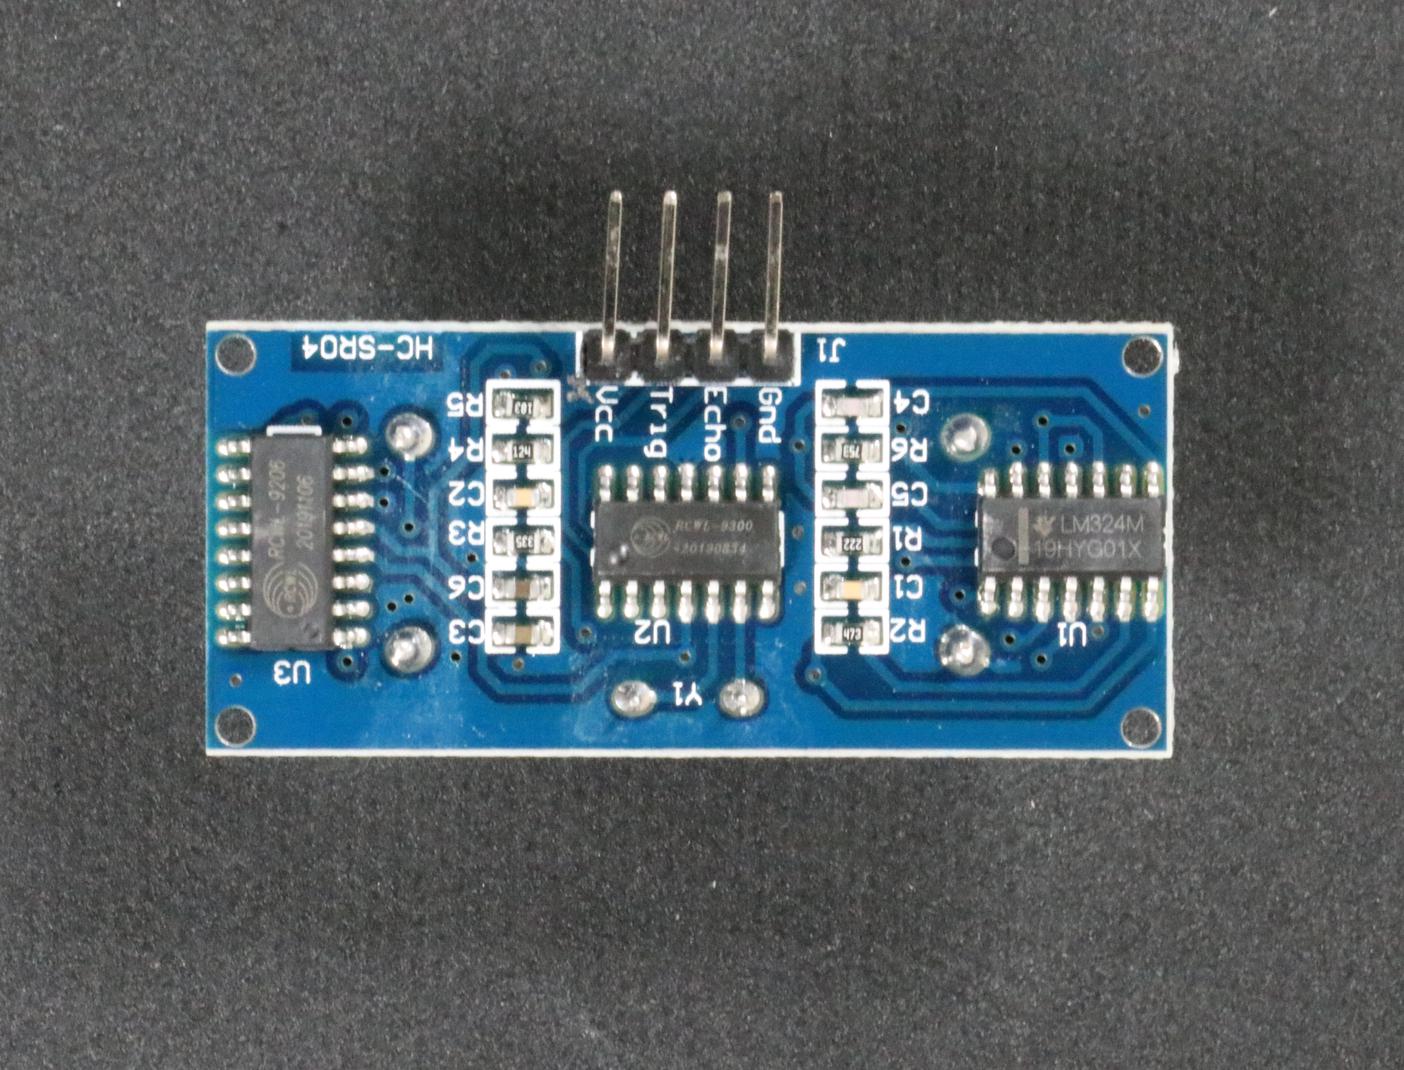 HC-SR04
J1
Vcc
Trig
Echo
Gnd
R5
103
R4
124
C2
R3
335
C6
C3
C4
R6
753
C5
R1
222
C1
R2
473
RCWL-9206
U3
RCWL-9300
U2
LM324M
19HYG01X
U1
Y1